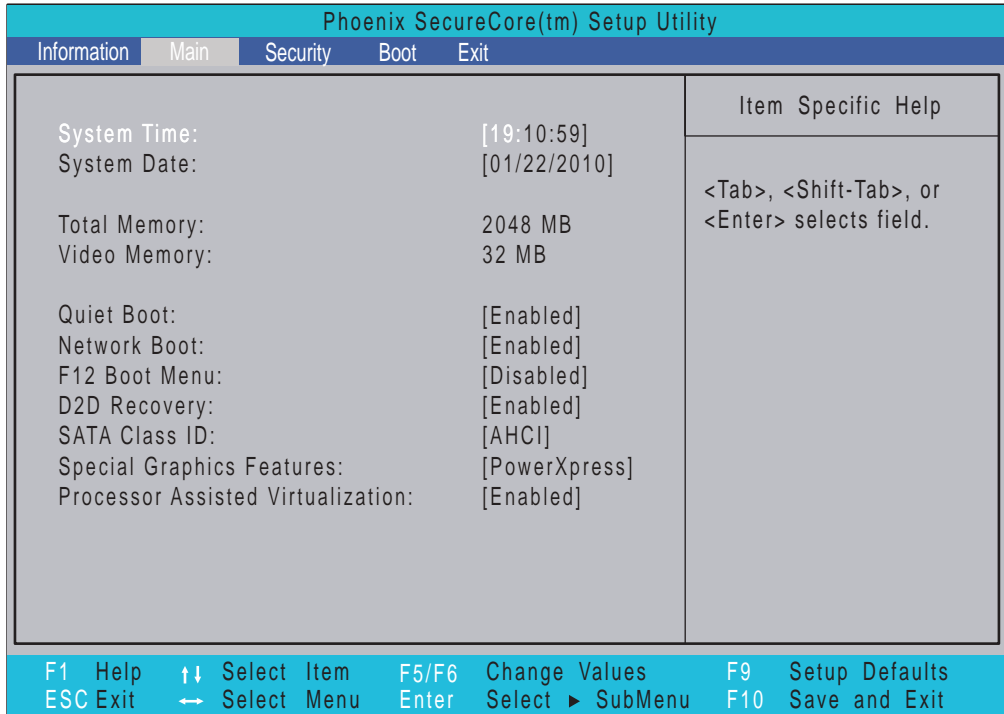 Phoenix SecureCore(tm) Setup Utility
Information Main Security Boot Exit
System Time: [19:10:59]
System Date: [01/22/2010]
Total Memory: 2048 MB
Video Memory: 32 MB
Quiet Boot: [Enabled]
Network Boot: [Enabled]
F12 Boot Menu: [Disabled]
D2D Recovery: [Enabled]
SATA Class ID: [AHCI]
Special Graphics Features: [PowerXpress]
Processor Assisted Virtualization: [Enabled]
Item Specific Help
<Tab>, <Shift-Tab>, or
<Enter> selects field.
F1 Help ↑↓ Select Item F5/F6 Change Values F9 Setup Defaults
ESC Exit ↔ Select Menu Enter Select ▶ SubMenu F10 Save and Exit